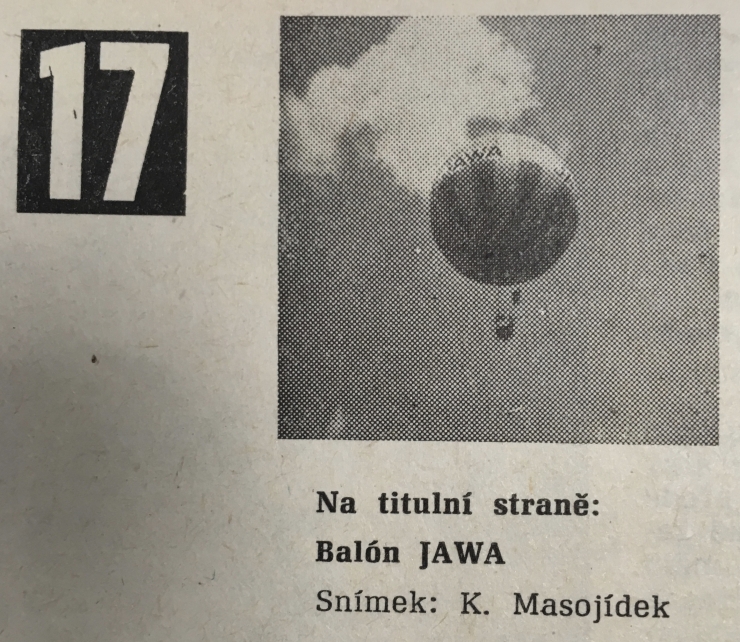 17
JAWA
Na titulní straně:
Balón JAWA
Snímek: K. Masojídek